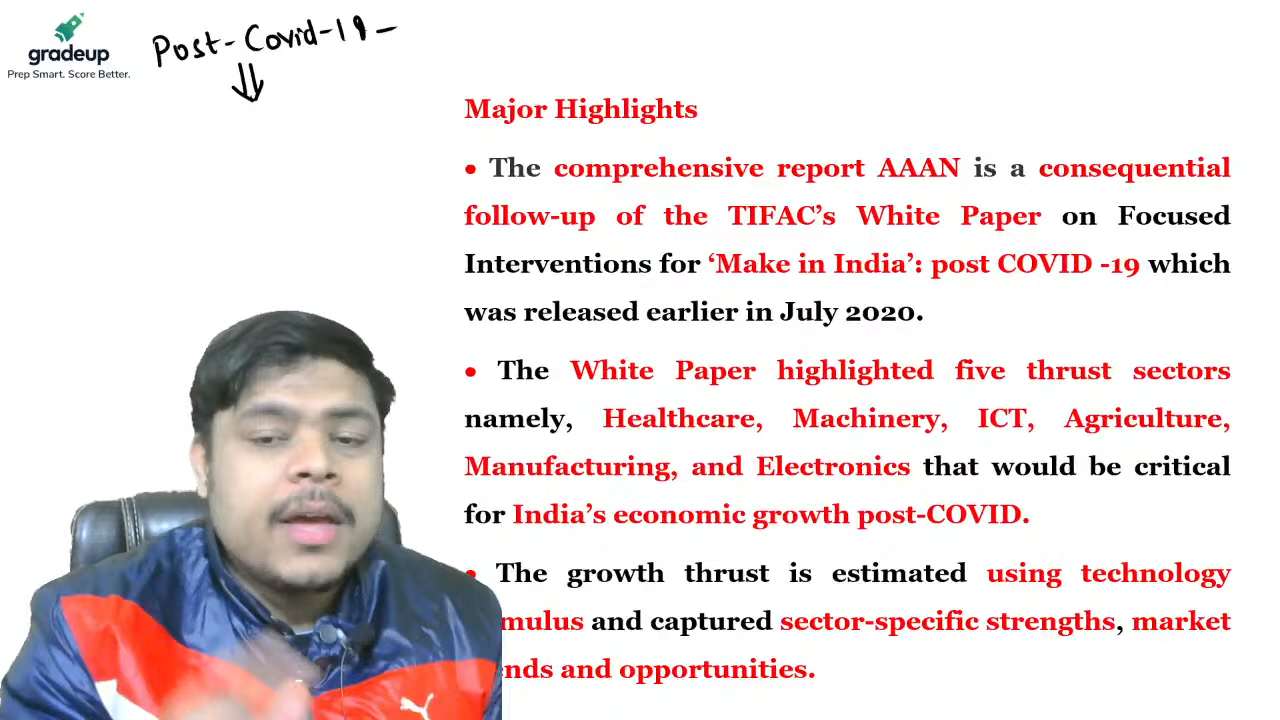 gradeup
Prep Smart. Score Better.
Post-Covid-19-
Major Highlights
• The comprehensive report AAAN is a consequential
follow-up of the TIFAC’s White Paper on Focused
Interventions for ‘Make in India’: post COVID -19 which
was released earlier in July 2020.
• The White Paper highlighted five thrust sectors
namely, Healthcare, Machinery, ICT, Agriculture,
Manufacturing, and Electronics that would be critical
for India’s economic growth post-COVID.
• The growth thrust is estimated using technology
mulus and captured sector-specific strengths, market
nds and opportunities.